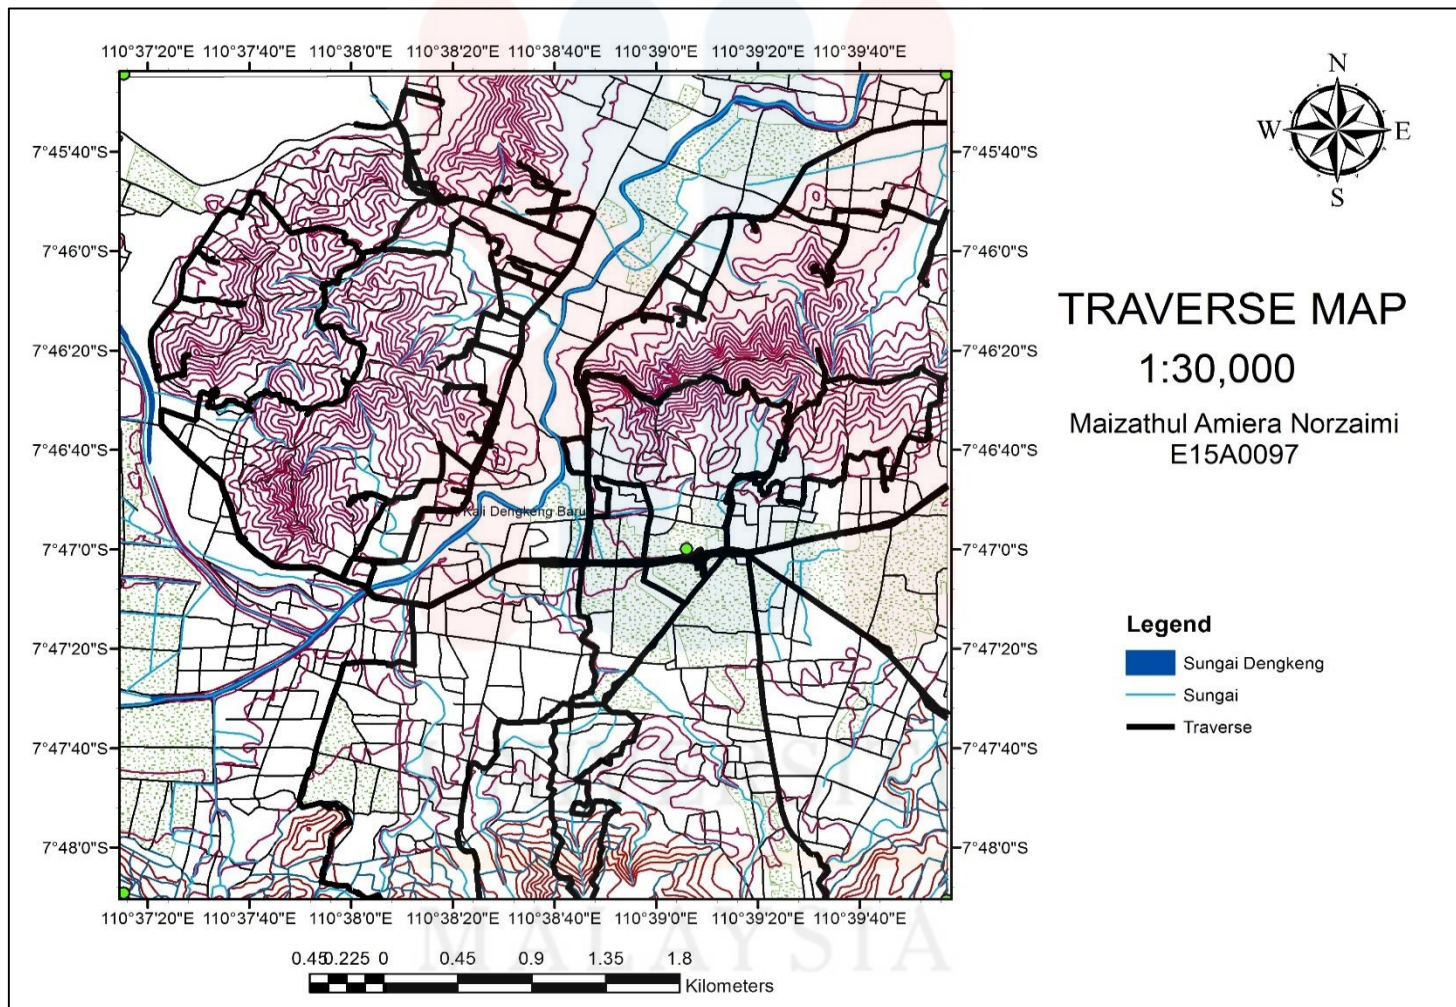 110°37'20"E 110°37'40"E 110°38'0"E 110°38'20"E 110°38'40"E 110°39'0"E 110°39'20"E 110°39'40"E
N
W E
S
7°45'40"S 7°45'40"S
7°46'0"S 7°46'0"S
TRAVERSE MAP
7°46'20"S 7°46'20"S
1:30,000
Maizathul Amiera Norzaimi
7°46'40"S 7°46'40"S
E15A0097
Kali Dengkeng Baru
7°47'0"S 7°47'0"S
Legend
7°47'20"S 7°47'20"S
Sungai Dengkeng
Sungai
Traverse
7°47'40"S 7°47'40"S
7°48'0"S 7°48'0"S
110°37'20"E 110°37'40"E 110°38'0"E 110°38'20"E 110°38'40"E 110°39'0"E 110°39'20"E 110°39'40"E
MALAYSIA
0.45 0.225 0 0.45 0.9 1.35 1.8
Kilometers